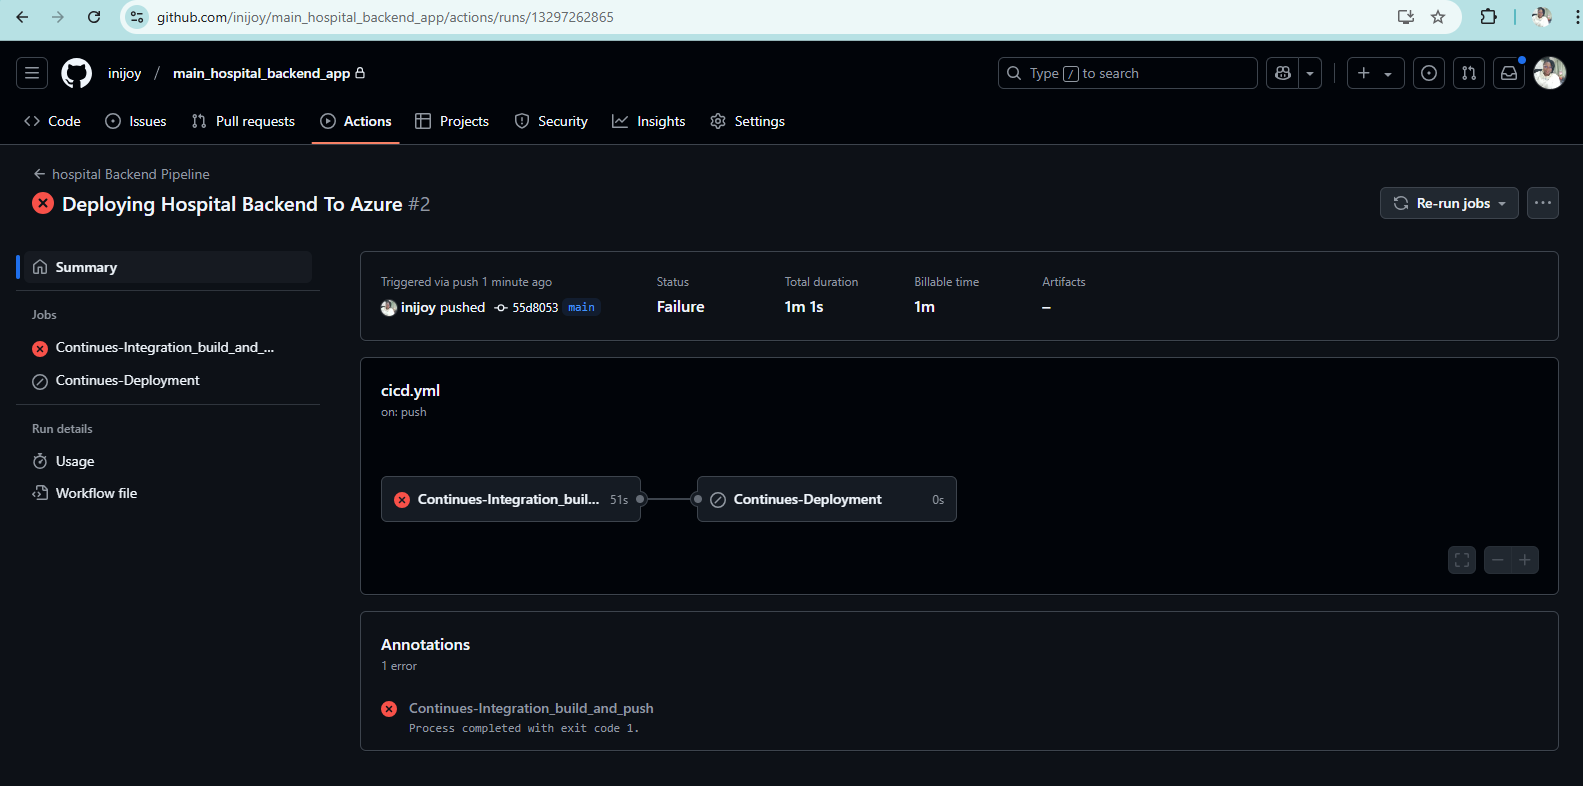 github.com/inijoy/main_hospital_backend_app/actions/runs/13297262865
inijoy / main_hospital_backend_app
Type / to search
Code Issues Pull requests Actions Projects Security Insights Settings
hospital Backend Pipeline
Deploying Hospital Backend To Azure #2
Re-run jobs
Summary
Jobs
Continues-Integration_build_and_...
Continues-Deployment
Run details
Usage
Workflow file
Triggered via push 1 minute ago
inijoy pushed 55d8053 main
Status
Failure
Total duration
1m 1s
Billable time
1m
Artifacts
–
cicd.yml
on: push
Continues-Integration_buil... 51s
Continues-Deployment 0s
Annotations
1 error
Continues-Integration_build_and_push
Process completed with exit code 1.